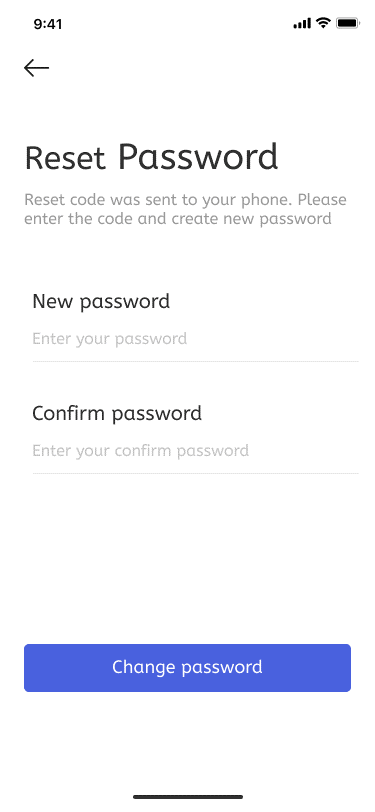 9:41
Reset Password
Reset code was sent to your phone. Please
enter the code and create new password
New password
Enter your password
Confirm password
Enter your confirm password
Change password